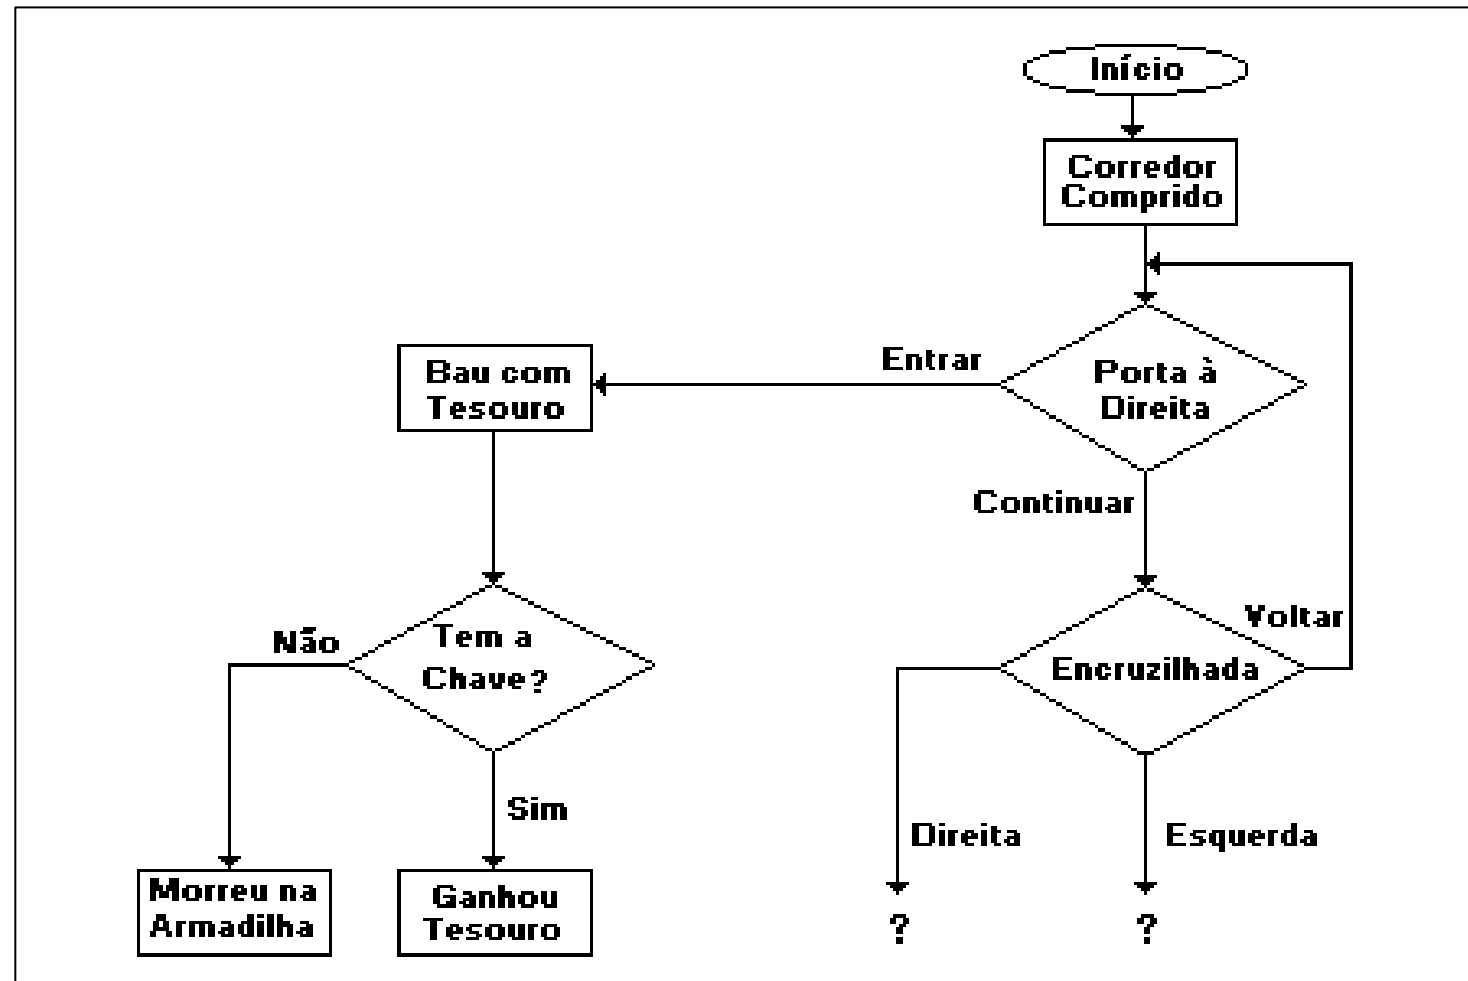 Início
Corredor
Comprido
Entrar
Porta à
Direita
Bau com
Tesouro
Continuar
Não
Tem a
Chave?
Voltar
Encruzilhada
Sim
Direita
Esquerda
Morreu na
Armadilha
Ganhou
Tesouro
?
?